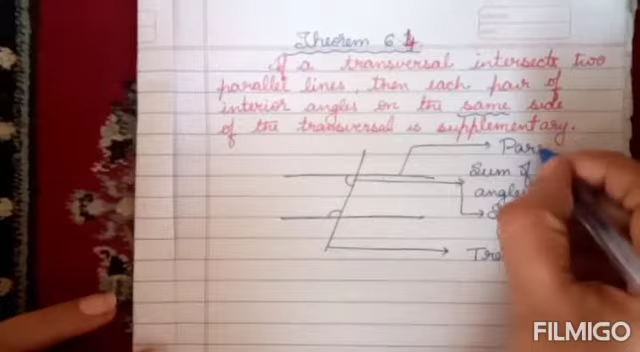 Theorem 6.4
If a transversal intersects two
parallel lines, then each pair of
interior angles on the same side
of the transversal is supplementary.
Sum of
FILMIGO